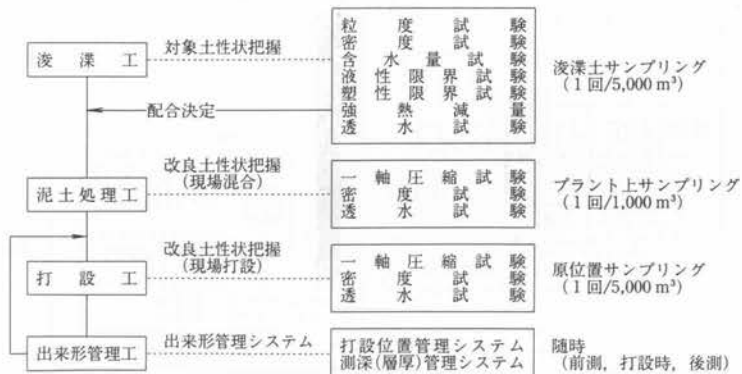 浚渫工
対象土性状把握
粒度試験
密度試験
含水量試験
液性限界試験
塑性限界試験
強熱減量
透水試験
浚渫土サンプリング
(1回/5,000 m³)
配合決定
泥土処理工
改良土性状把握
(現場混合)
一軸圧縮試験
密度試験
透水試験
プラント上サンプリング
(1回/1,000 m³)
打設工
改良土性状把握
(現場打設)
一軸圧縮試験
密度試験
透水試験
原位置サンプリング
(1回/5,000 m³)
出来形管理工
出来形管理システム
打設位置管理システム
測深(層厚)管理システム
随時
(前測，打設時，後測)